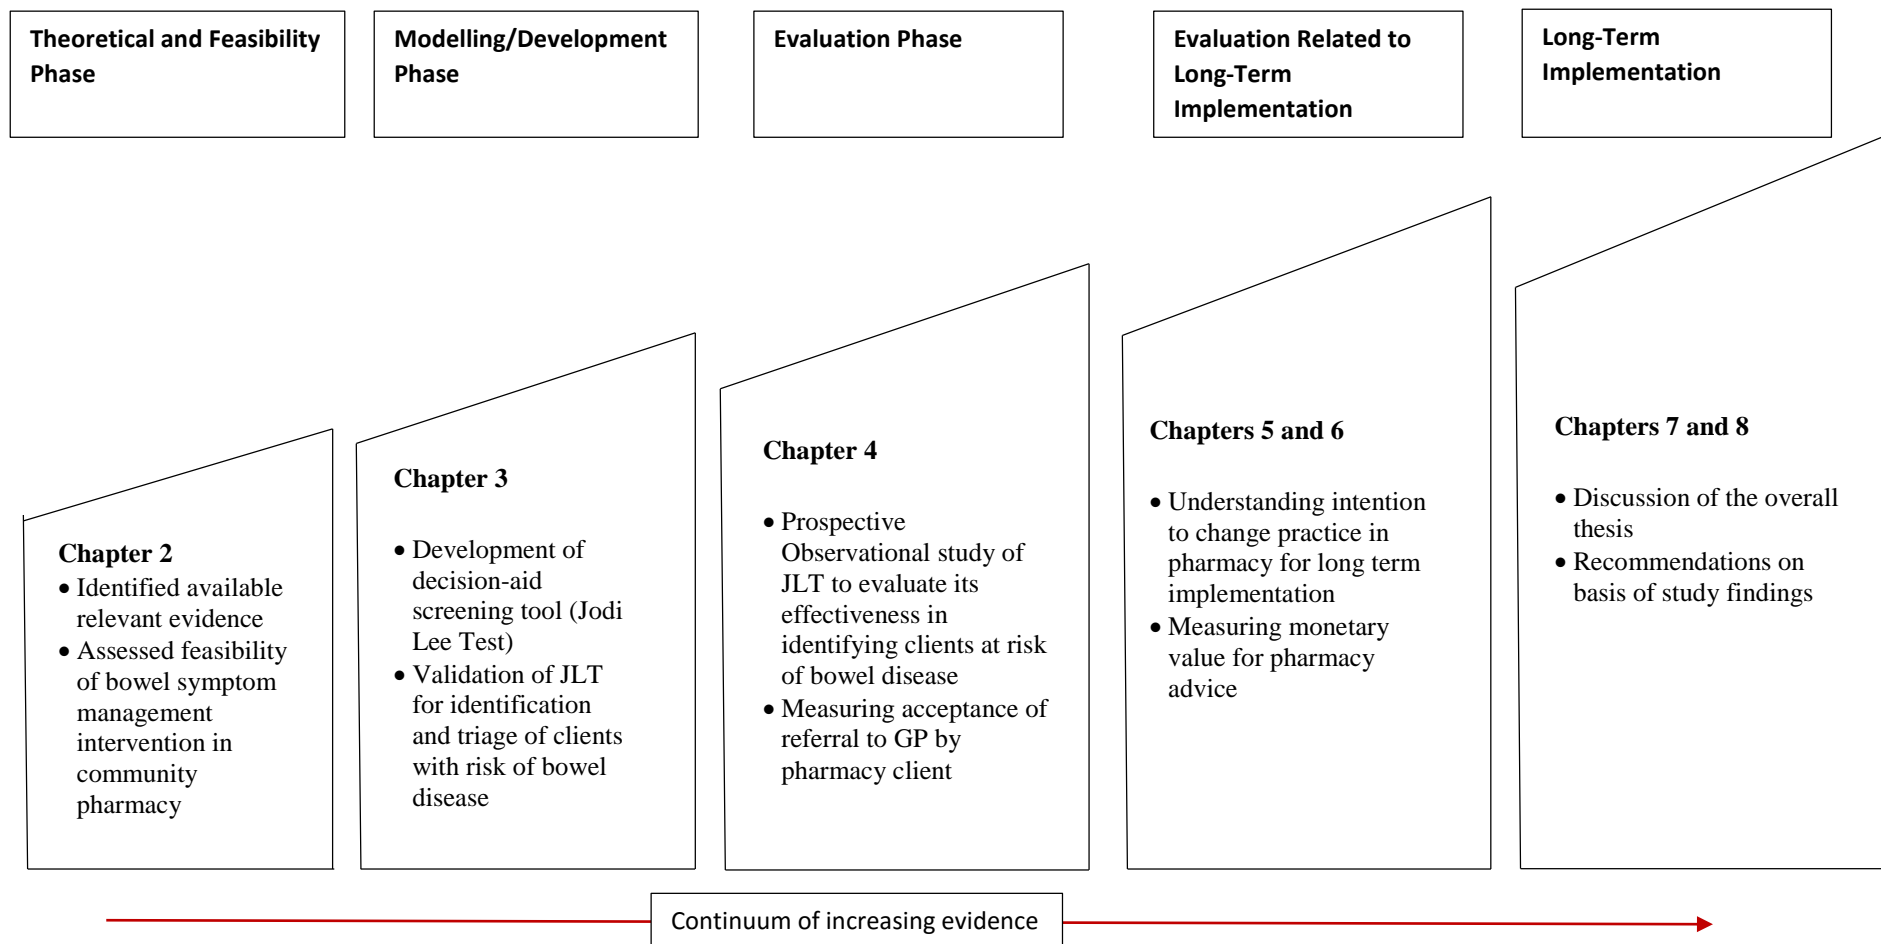 Theoretical and Feasibility
Phase
Modelling/Development
Phase
Evaluation Phase
Evaluation Related to
Long-Term
Implementation
Long-Term
Implementation
Chapter 2
• Identified available
relevant evidence
• Assessed feasibility
of bowel symptom
management
intervention in
community
pharmacy
Chapter 3
• Development of
decision-aid
screening tool (Jodi
Lee Test)
• Validation of JLT
for identification
and triage of clients
with risk of bowel
disease
Chapter 4
• Prospective
Observational study of
JLT to evaluate its
effectiveness in
identifying clients at risk
of bowel disease
• Measuring acceptance of
referral to GP by
pharmacy client
Chapters 5 and 6
• Understanding intention
to change practice in
pharmacy for long term
implementation
• Measuring monetary
value for pharmacy
advice
Chapters 7 and 8
• Discussion of the overall
thesis
• Recommendations on
basis of study findings
Continuum of increasing evidence